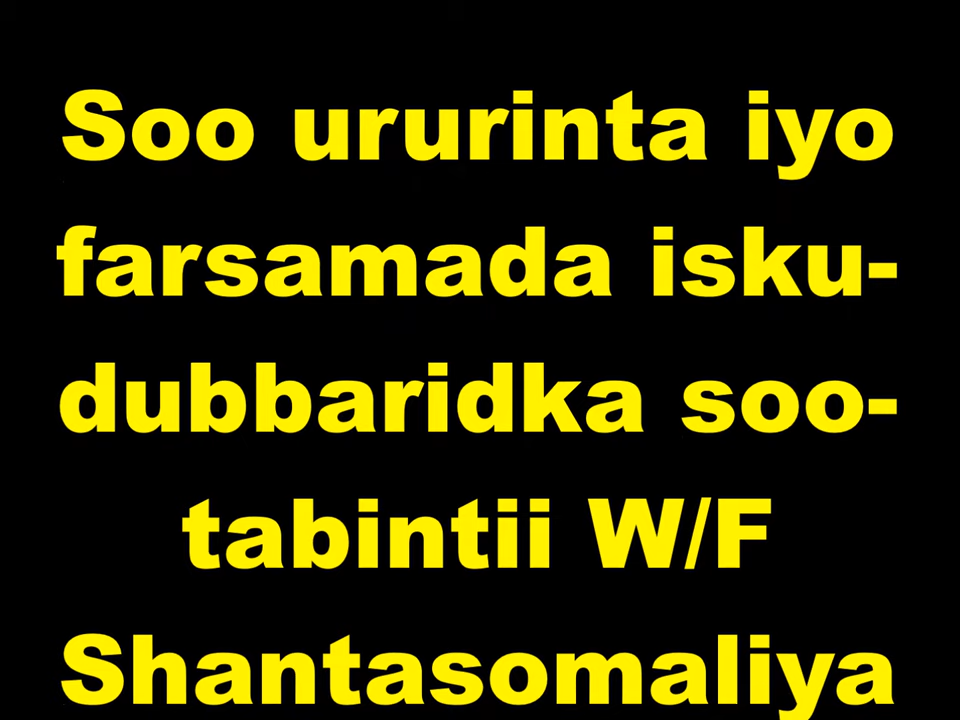 Soo ururinta iyo
farsamada isku-
dubbaridka soo-
tabintii W/F
Shantasomaliya